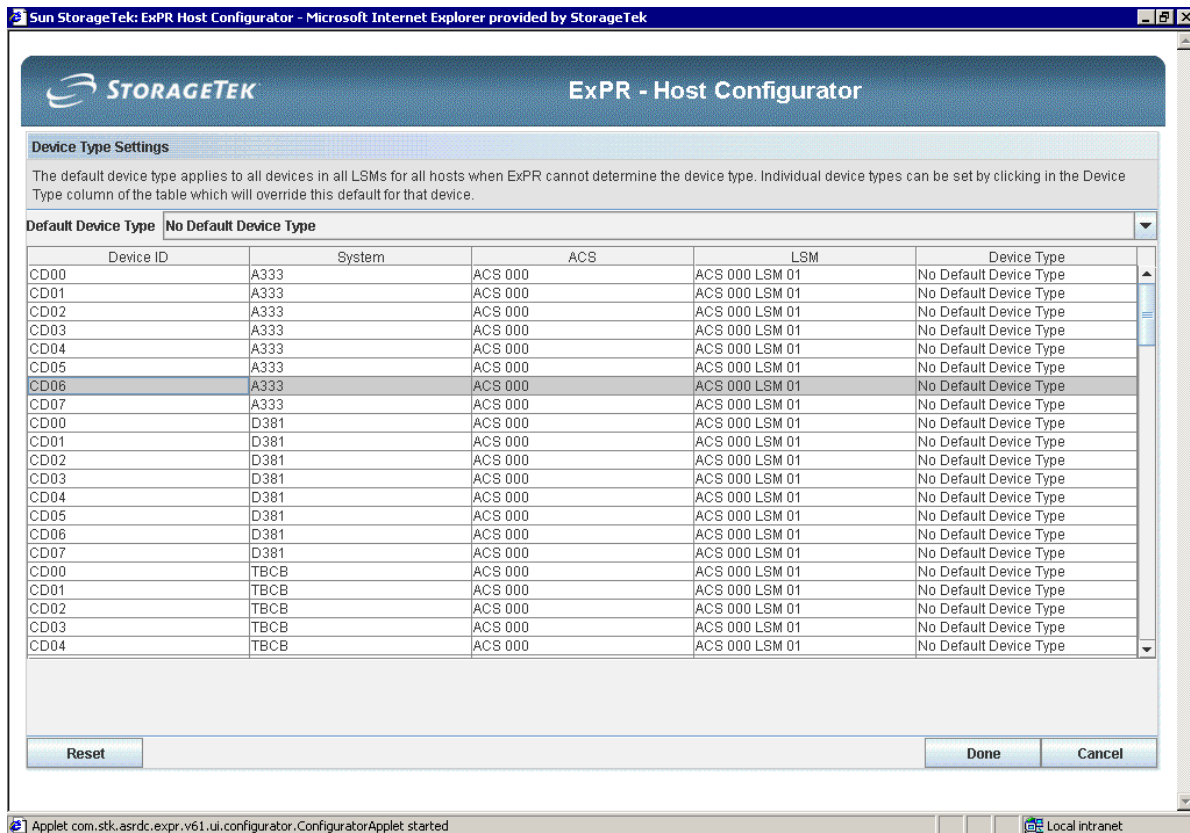 Sun StorageTek: ExPR Host Configurator - Microsoft Internet Explorer provided by StorageTek
STORAGETEK
ExPR - Host Configurator
Device Type Settings
The default device type applies to all devices in all LSMs for all hosts when ExPR cannot determine the device type. Individual device types can be set by clicking in the Device
Type column of the table which will override this default for that device.
Default Device Type No Default Device Type
Device ID System ACS LSM Device Type
CD00 A333 ACS 000 ACS 000 LSM 01 No Default Device Type
CD01 A333 ACS 000 ACS 000 LSM 01 No Default Device Type
CD02 A333 ACS 000 ACS 000 LSM 01 No Default Device Type
CD03 A333 ACS 000 ACS 000 LSM 01 No Default Device Type
CD04 A333 ACS 000 ACS 000 LSM 01 No Default Device Type
CD05 A333 ACS 000 ACS 000 LSM 01 No Default Device Type
CD06 A333 ACS 000 ACS 000 LSM 01 No Default Device Type
CD07 A333 ACS 000 ACS 000 LSM 01 No Default Device Type
CD00 D381 ACS 000 ACS 000 LSM 01 No Default Device Type
CD01 D381 ACS 000 ACS 000 LSM 01 No Default Device Type
CD02 D381 ACS 000 ACS 000 LSM 01 No Default Device Type
CD03 D381 ACS 000 ACS 000 LSM 01 No Default Device Type
CD04 D381 ACS 000 ACS 000 LSM 01 No Default Device Type
CD05 D381 ACS 000 ACS 000 LSM 01 No Default Device Type
CD06 D381 ACS 000 ACS 000 LSM 01 No Default Device Type
CD07 D381 ACS 000 ACS 000 LSM 01 No Default Device Type
CD00 TBCB ACS 000 ACS 000 LSM 01 No Default Device Type
CD01 TBCB ACS 000 ACS 000 LSM 01 No Default Device Type
CD02 TBCB ACS 000 ACS 000 LSM 01 No Default Device Type
CD03 TBCB ACS 000 ACS 000 LSM 01 No Default Device Type
CD04 TBCB ACS 000 ACS 000 LSM 01 No Default Device Type
Reset Done Cancel
Applet com.stk.asrdc.expr.v61.ui.configurator.ConfiguratorApplet started Local intranet